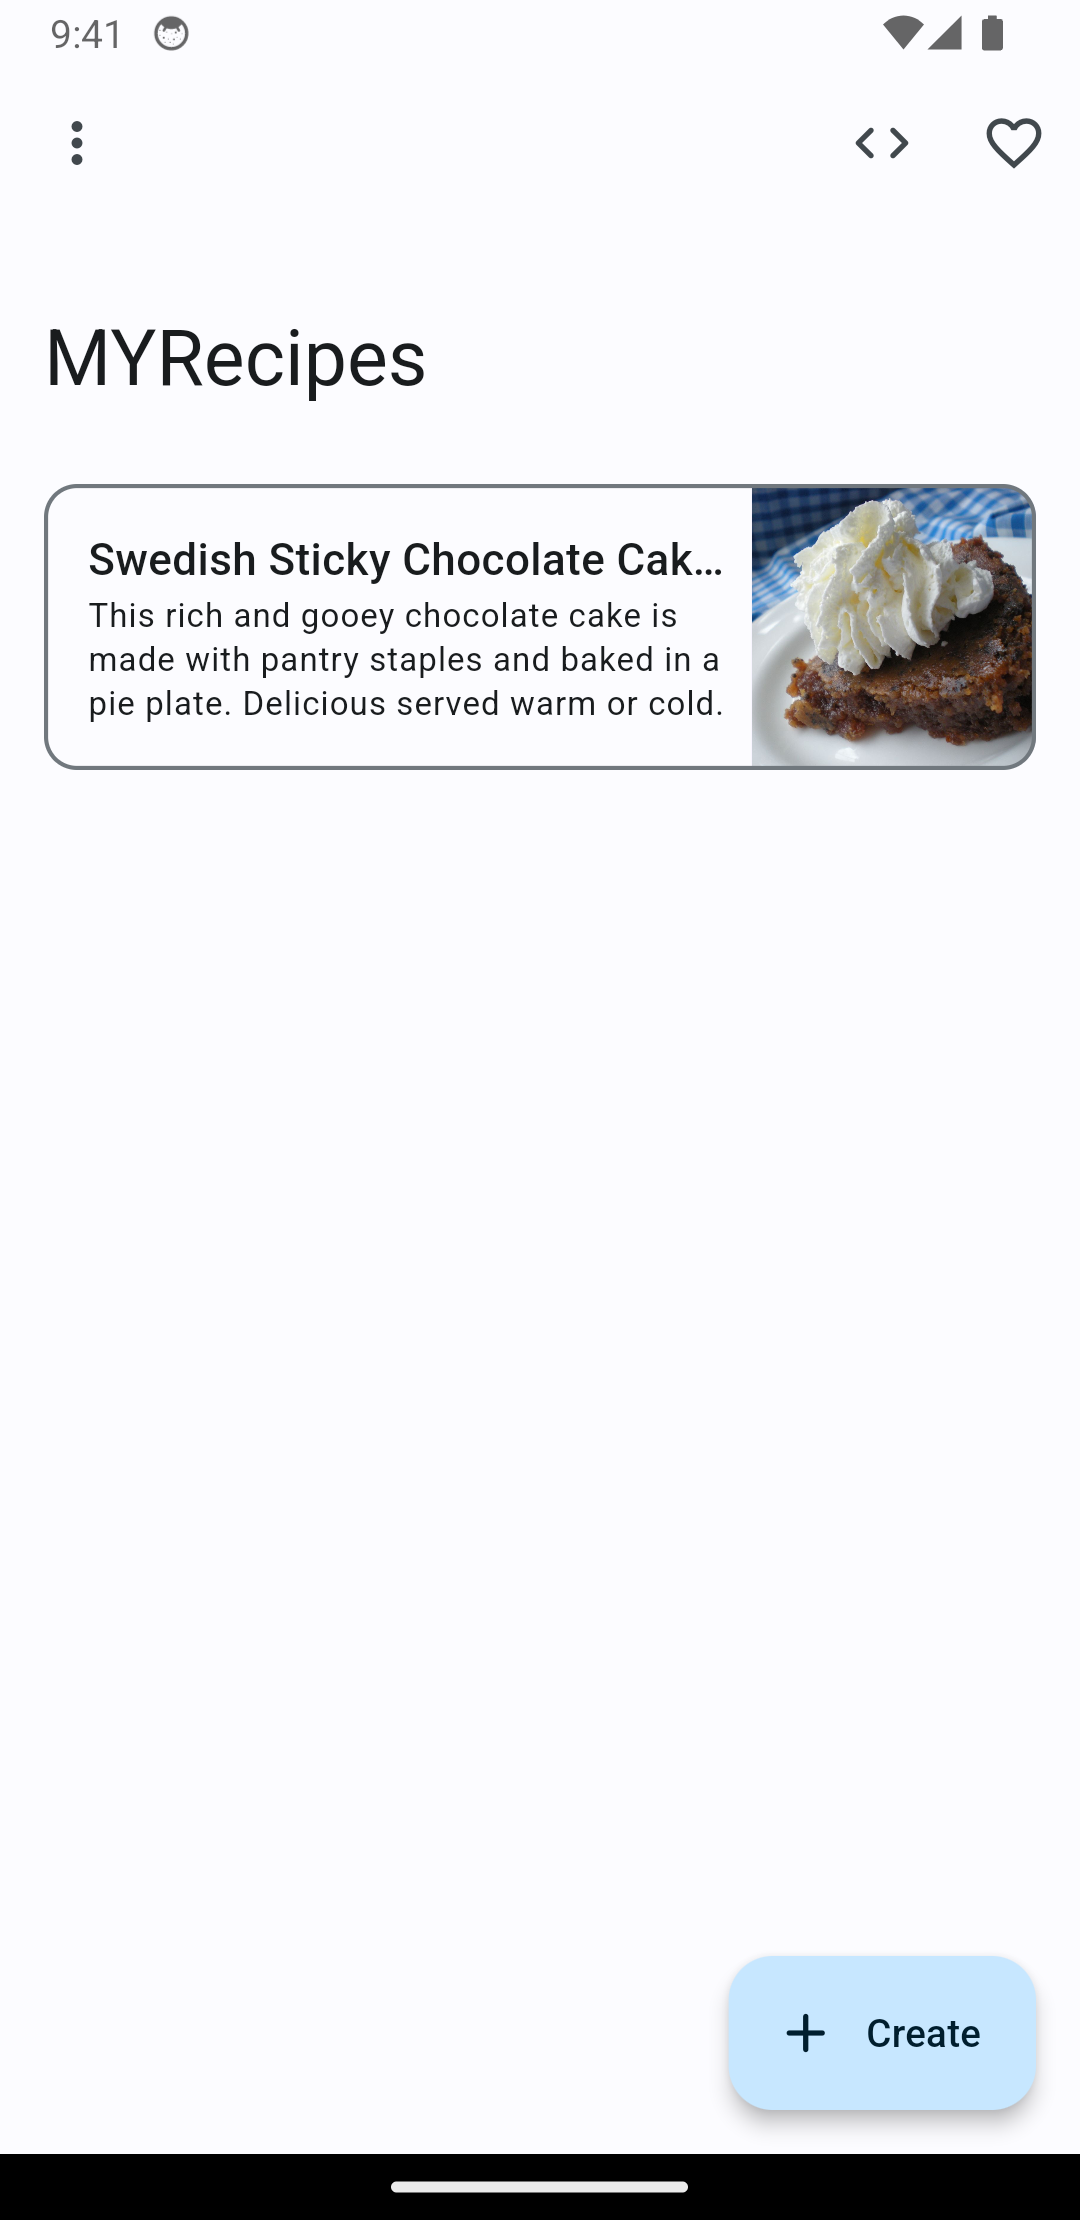 9:41
MYRecipes
Swedish Sticky Chocolate Cak…
This rich and gooey chocolate cake is
made with pantry staples and baked in a
pie plate. Delicious served warm or cold.
Create